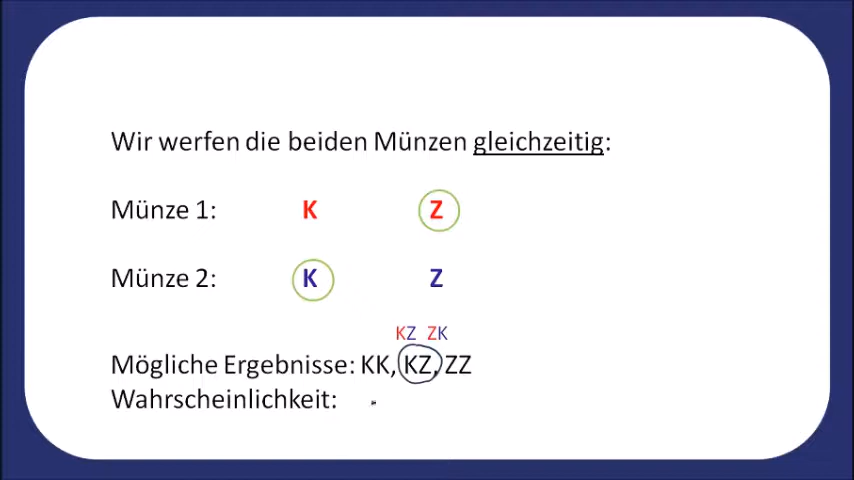 Wir werfen die beiden Münzen gleichzeitig:
Münze 1: K Z
Münze 2: K Z
KZ ZK
Mögliche Ergebnisse: KK, KZ, ZZ
Wahrscheinlichkeit: